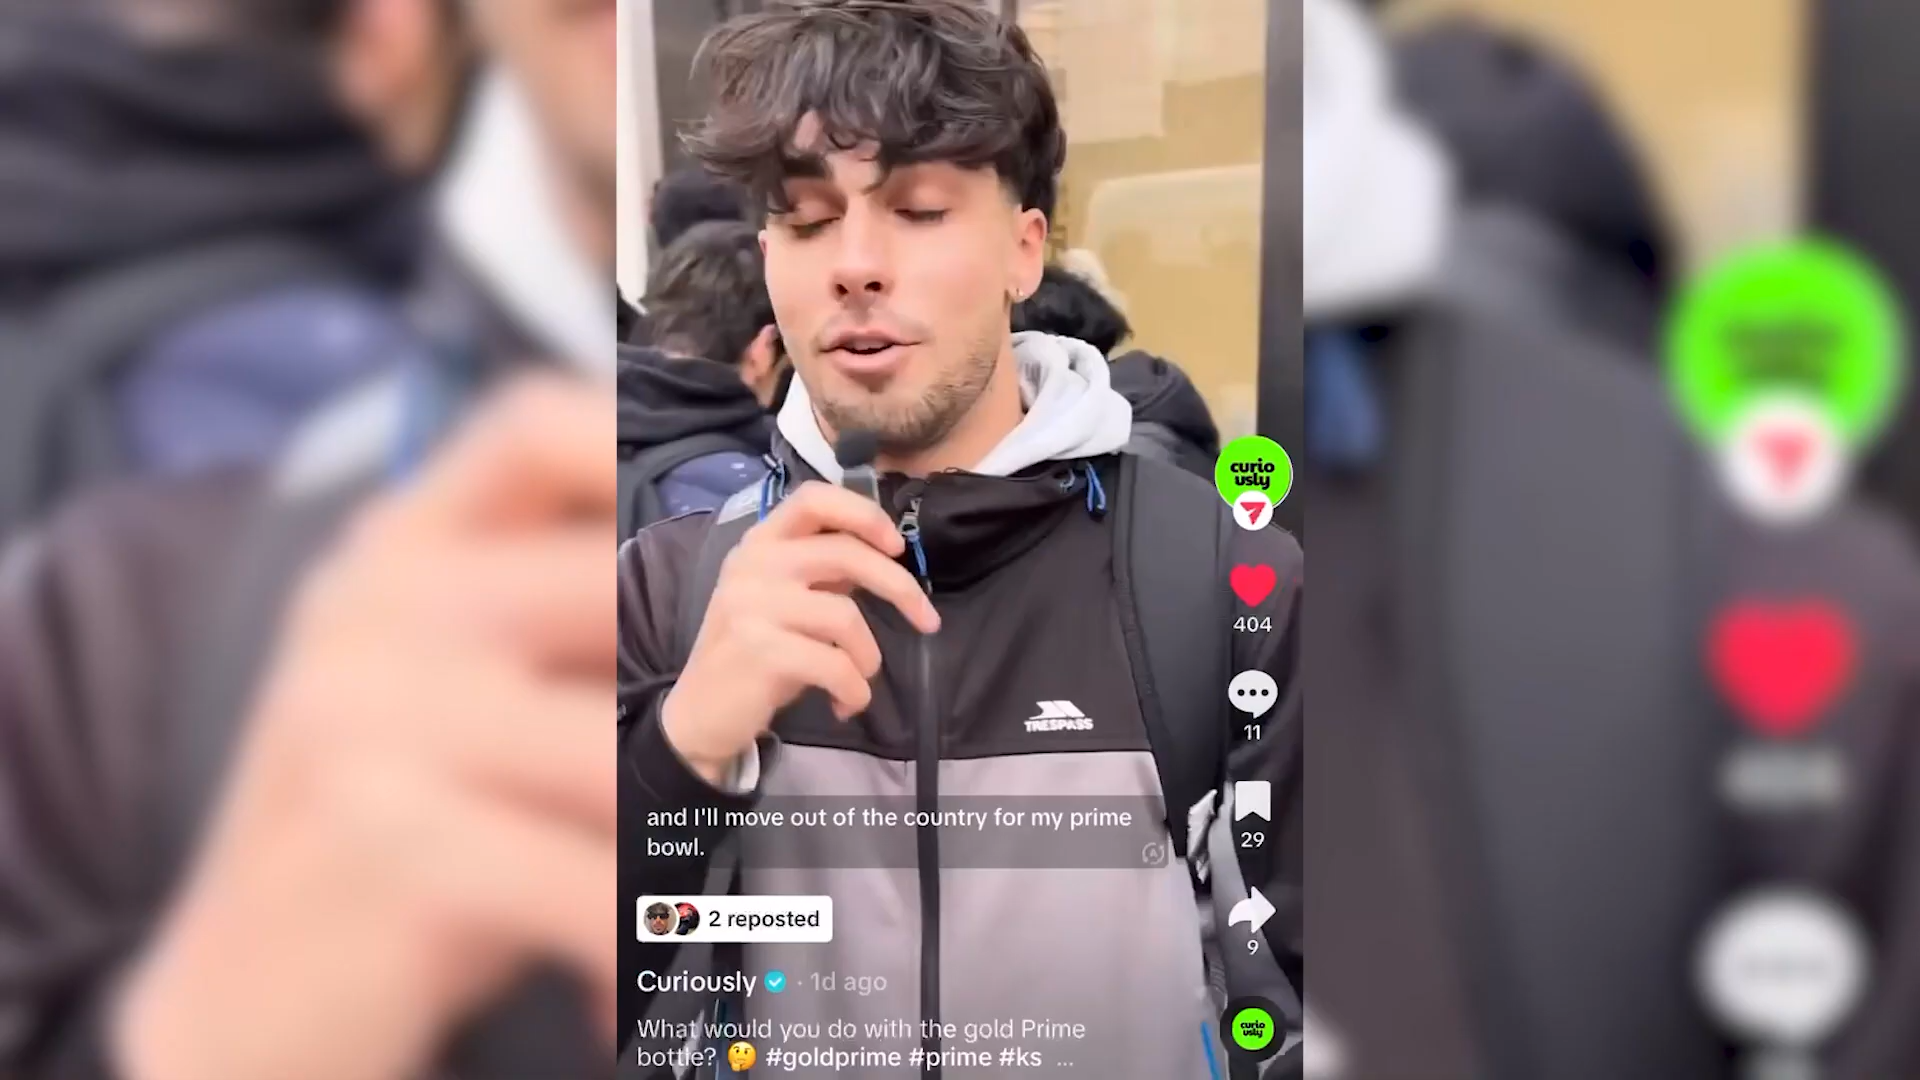 curio
usly
404
TRESPASS
11
and I'll move out of the country for my prime
bowl.
29
2 reposted
9
Curiously · 1d ago
What would you do with the gold Prime
bottle? 🤔 #goldprime #prime #ks ...
curio
usly